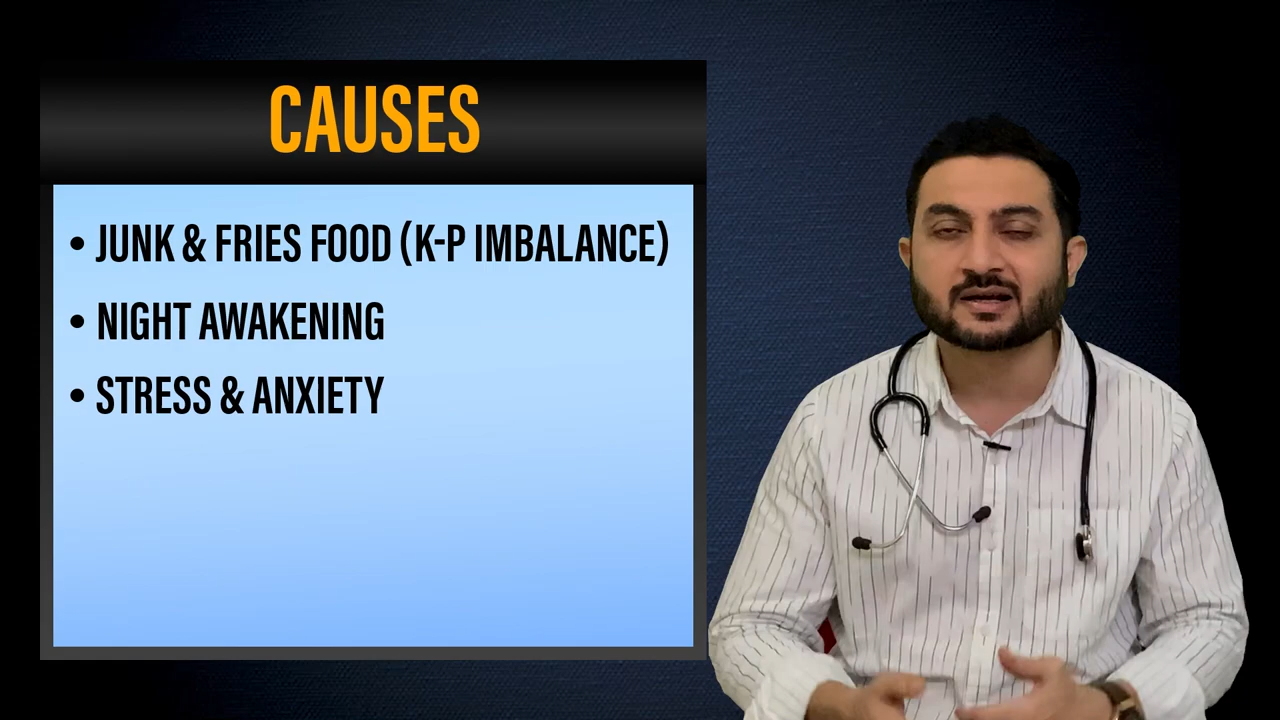 CAUSES
• JUNK & FRIES FOOD (K-P IMBALANCE)
• NIGHT AWAKENING
• STRESS & ANXIETY